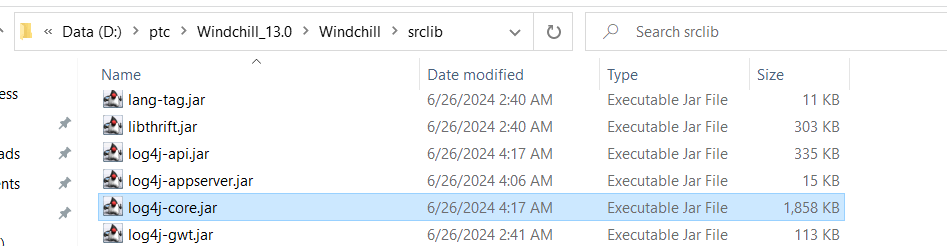 « Data (D:) › ptc › Windchill_13.0 › Windchill › srclib
Search srclib
Name Date modified Type Size
lang-tag.jar 6/26/2024 2:40 AM Executable Jar File 11 KB
ess
libthrift.jar 6/26/2024 2:40 AM Executable Jar File 303 KB
ads
log4j-api.jar 6/26/2024 4:17 AM Executable Jar File 335 KB
ents
log4j-appserver.jar 6/26/2024 4:06 AM Executable Jar File 15 KB
log4j-core.jar 6/26/2024 4:17 AM Executable Jar File 1,858 KB
log4j-gwt.jar 6/26/2024 2:41 AM Executable Jar File 113 KB